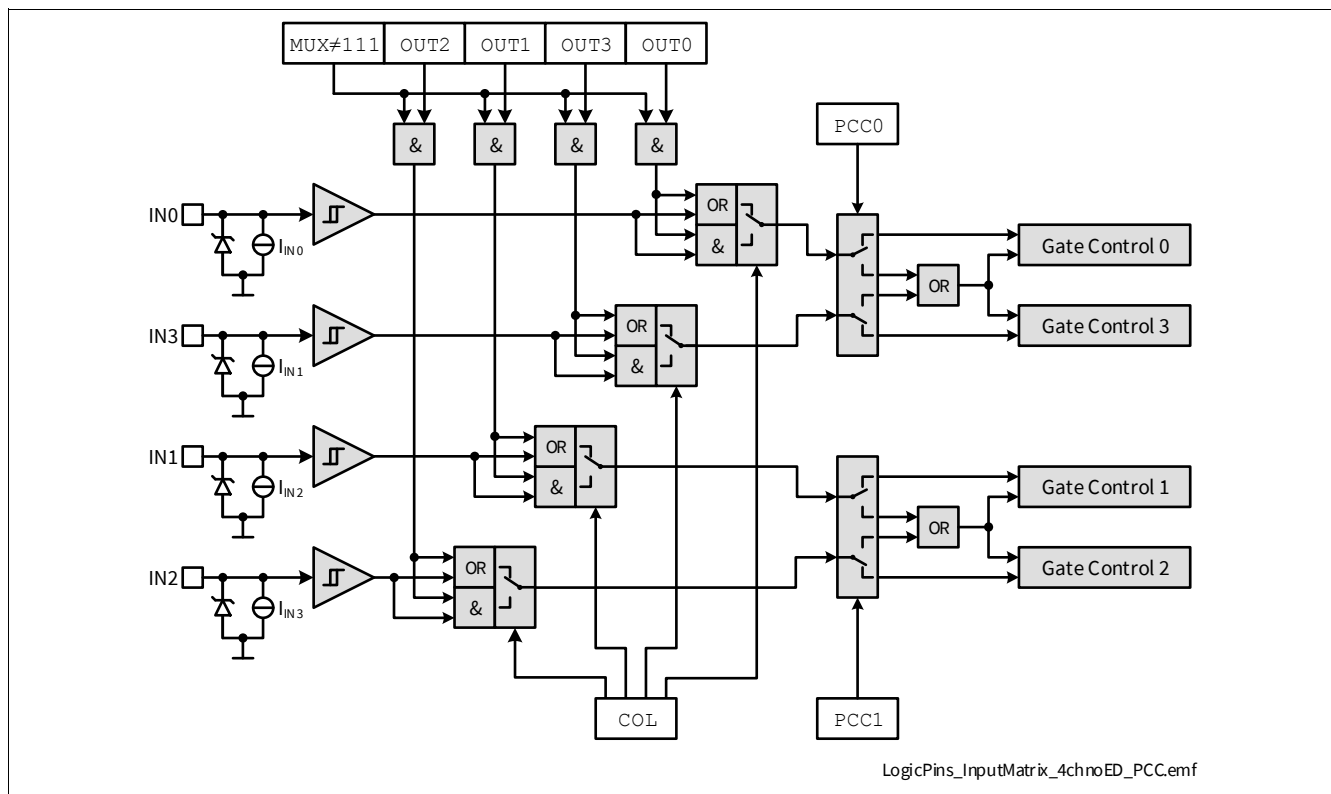 MUX≠111 OUT2 OUT1 OUT3 OUT0
& & & &
PCC0
IN0
IIN0
OR
&
OR
Gate Control 0
Gate Control 3
IN3
IIN1
OR
&
IN1
IIN2
OR
&
OR
Gate Control 1
Gate Control 2
IN2
IIN3
OR
&
COL
PCC1
LogicPins_InputMatrix_4chnoED_PCC.emf